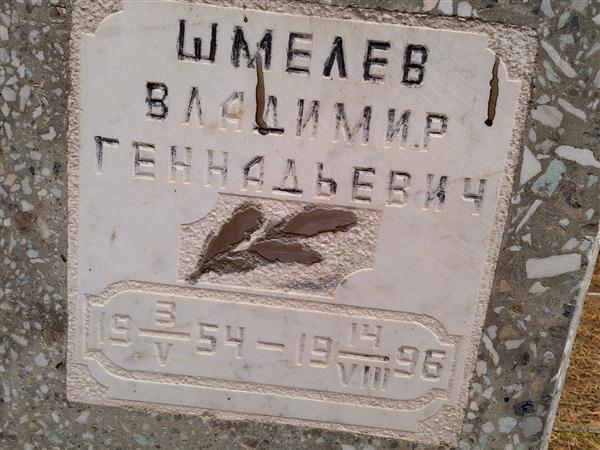 ШМЕЛЕВ
ВЛАДИМИР
ГЕННАДЬЕВИЧ
19 3/V 54 – 19 14/VIII 96